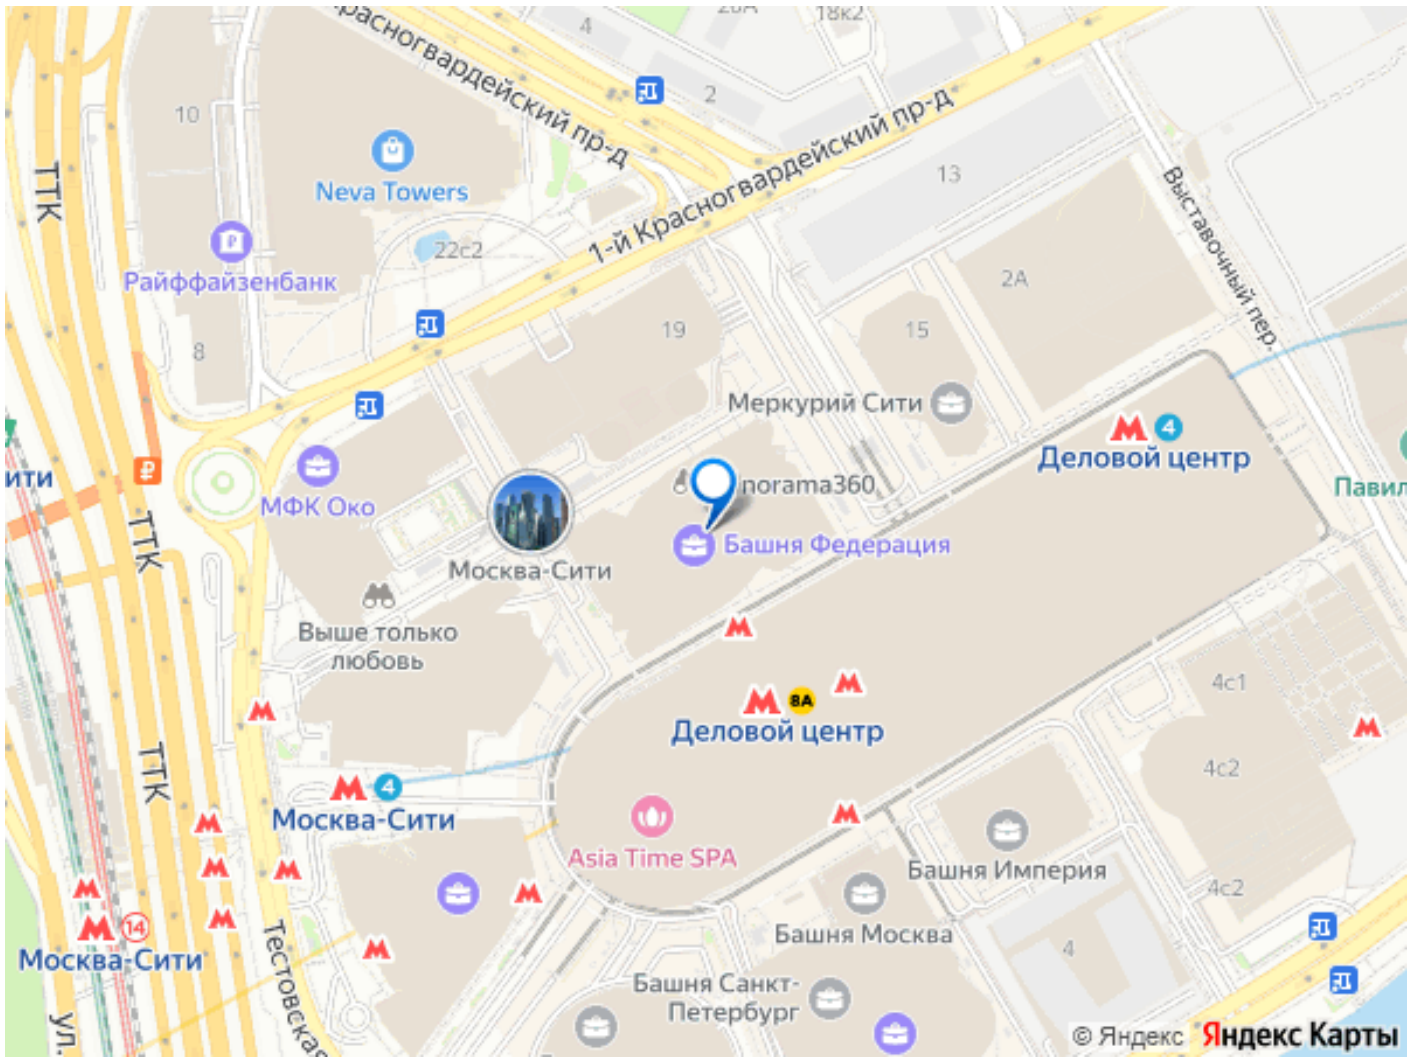 Красногвардейский пр-д
4
28А
18к2
2
10
ТТК
Neva Towers
1-й Красногвардейский пр-д
13
Выставочный пер.
Райффайзенбанк
22с2
2А
19
15
8
Меркурий Сити
4
Деловой центр
МФК Око
norama360
Павил
Башня Федерация
ТТК
Москва-Сити
Выше только
любовь
4с1
8А
Деловой центр
4с2
ТТК
4
Москва-Сити
Asia Time SPA
Башня Империя
4с2
14
Москва-Сити
Башня Москва
4
Тестовская
Башня Санкт-
Петербург
ул.
© Яндекс Яндекс Карты